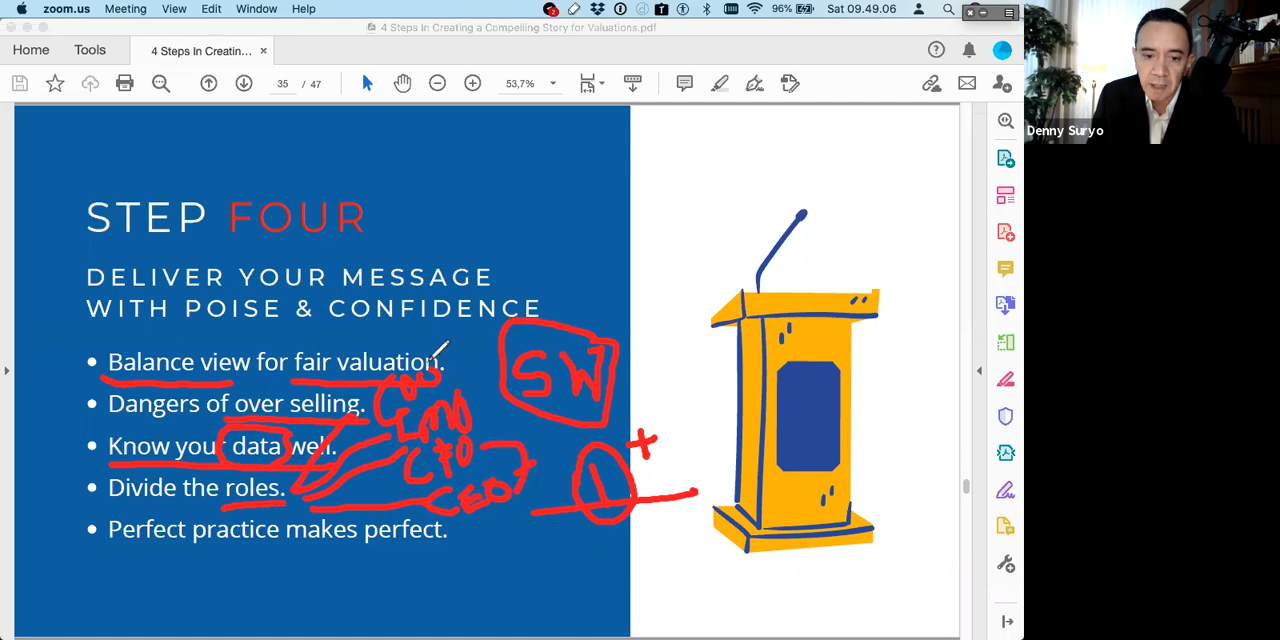 zoom.us Meeting View Edit Window Help 96% Sat 09.49.06
4 Steps In Creating a Compelling Story for Valuations.pdf
Home Tools 4 Steps In Creatin... ×
35 / 47 53,7%
Denny Suryo
STEP FOUR
DELIVER YOUR MESSAGE
WITH POISE & CONFIDENCE
• Balance view for fair valuation.
• Dangers of over selling.
• Know your data well.
• Divide the roles.
• Perfect practice makes perfect.
SW
CMO
CFO
CEO
1
+